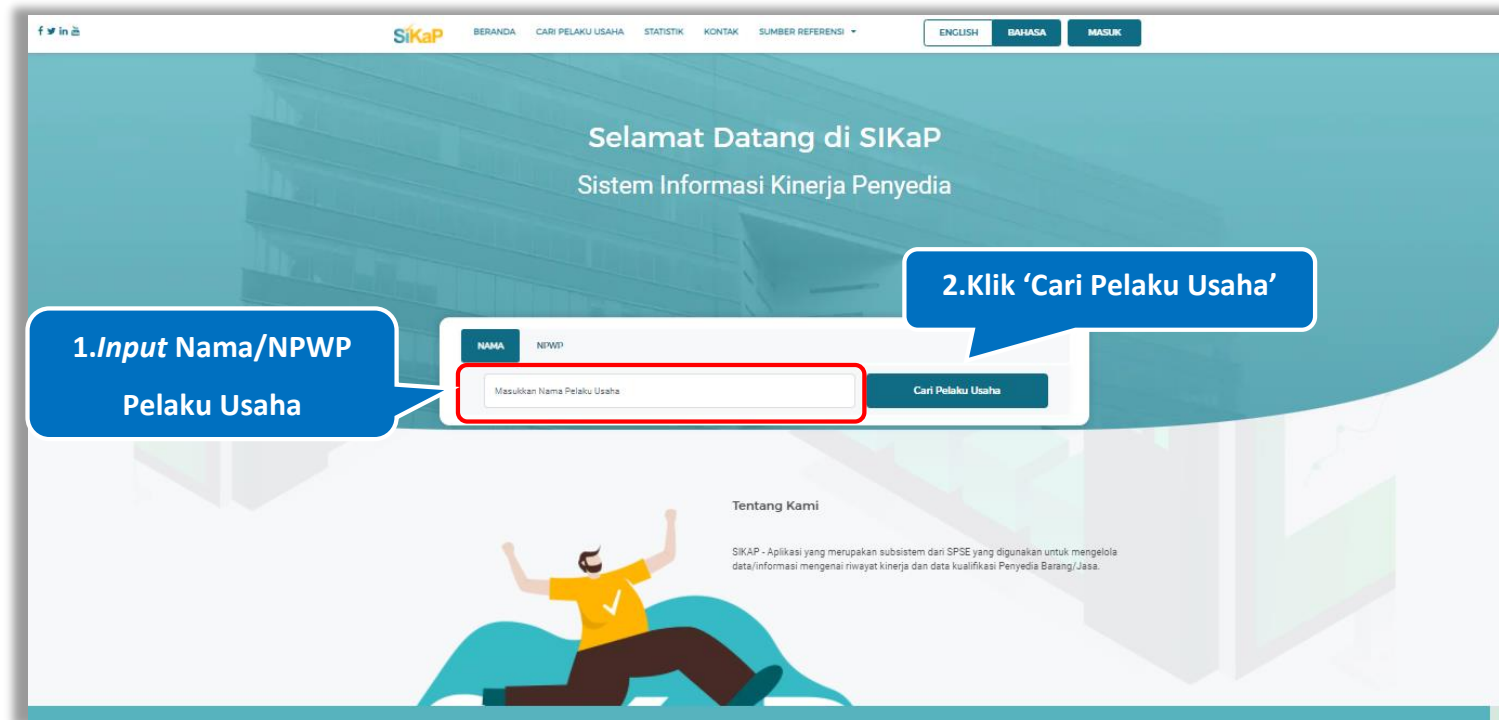 SIKaP
BERANDA CARI PELAKU USAHA STATISTIK KONTAK SUMBER REFERENSI
ENGLISH BAHASA MASUK
Selamat Datang di SIKaP
Sistem Informasi Kinerja Penyedia
2.Klik ‘Cari Pelaku Usaha’
1.Input Nama/NPWP
Pelaku Usaha
NAMA NPWP
Masukkan Nama Pelaku Usaha
Cari Pelaku Usaha
Tentang Kami
SIKAP - Aplikasi yang merupakan subsistem dari SPSE yang digunakan untuk mengelola
data/informasi mengenai riwayat kinerja dan data kualifikasi Penyedia Barang/Jasa.